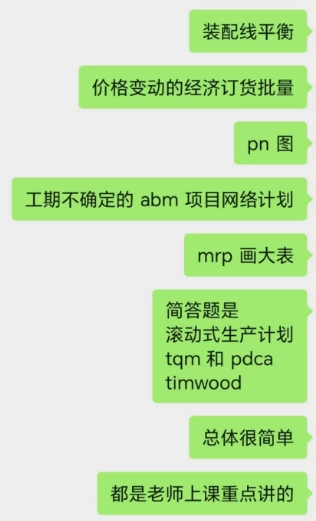 装配线平衡
价格变动的经济订货批量
pn 图
工期不确定的 abm 项目网络计划
mrp 画大表
简答题是
滚动式生产计划
tqm 和 pdca
timwood
总体很简单
都是老师上课重点讲的